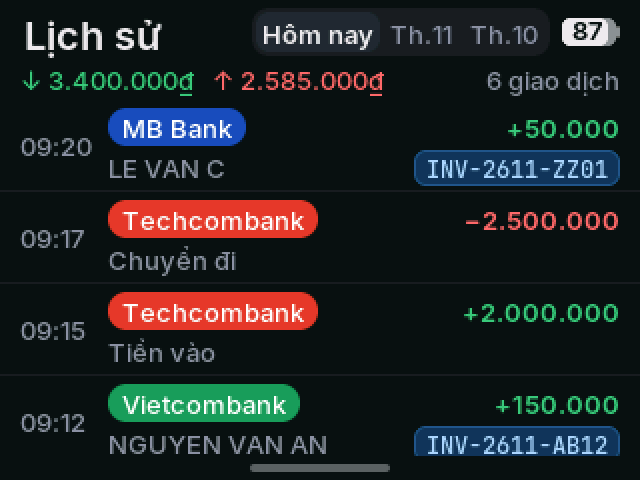 Lịch sử Hôm nay Th.11 Th.10 87
↓ 3.400.000₫ ↑ 2.585.000₫ 6 giao dịch
09:20 MB Bank +50.000
LE VAN C INV-2611-ZZ01
09:17 Techcombank −2.500.000
Chuyển đi
09:15 Techcombank +2.000.000
Tiền vào
09:12 Vietcombank +150.000
NGUYEN VAN AN INV-2611-AB12